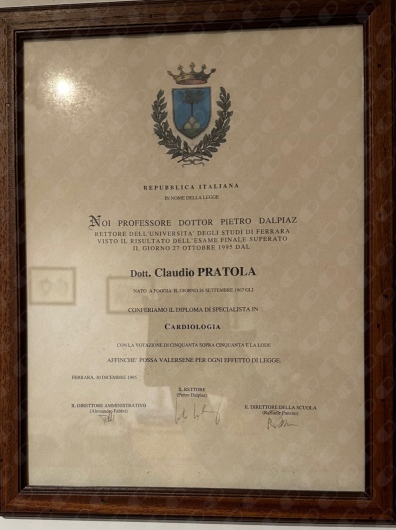 REPUBBLICA ITALIANA
IN NOME DELLA LEGGE
NOI PROFESSORE DOTTOR PIETRO DALPIAZ
RETTORE DELL'UNIVERSITA' DEGLI STUDI DI FERRARA
VISTO IL RISULTATO DELL'ESAME FINALE SUPERATO
IL GIORNO 27 OTTOBRE 1995 DAL
Dott. Claudio PRATOLA
NATO A FOGGIA IL GIORNO 26 SETTEMBRE 1967 GLI
CONFERIAMO IL DIPLOMA DI SPECIALISTA IN
CARDIOLOGIA
CON LA VOTAZIONE DI CINQUANTA SOPRA CINQUANTA E LA LODE
AFFINCHE' POSSA VALERSENE PER OGNI EFFETTO DI LEGGE.
FERRARA, 30 DICEMBRE 1995
IL RETTORE
(Pietro Dalpiaz)
IL DIRETTORE AMMINISTRATIVO
(Alessandro
IL DIRETTORE DELLA SCUOLA
(Raffaele